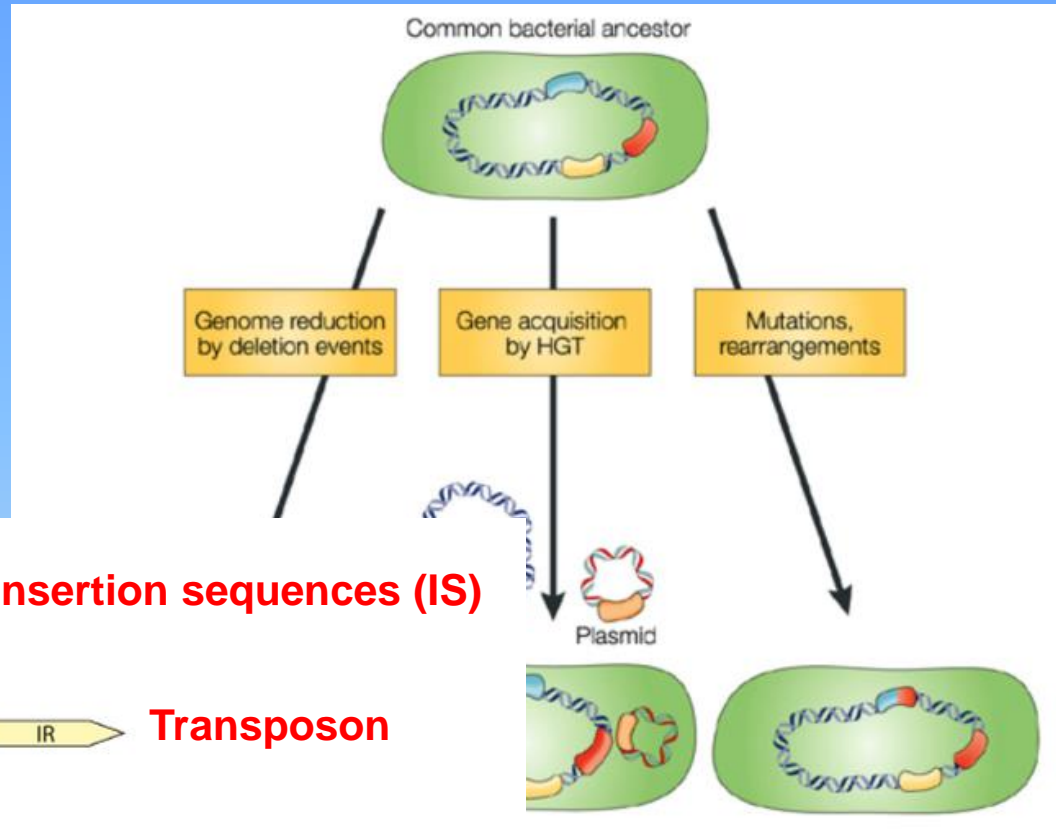 Common bacterial ancestor
Genome reduction
by deletion events
Gene acquisition
by HGT
Mutations,
rearrangements
nsertion sequences (IS)
Plasmid
IR
Transposon